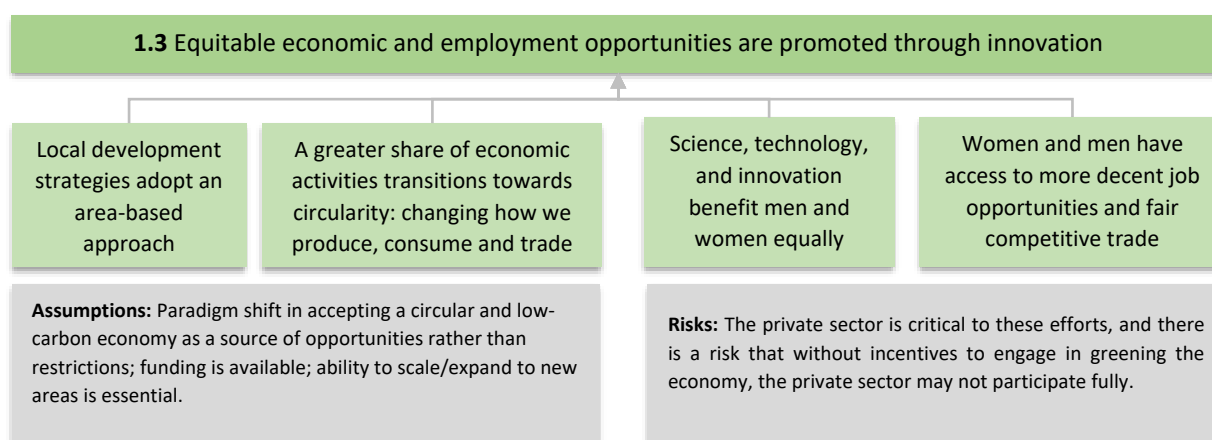 1.3 Equitable economic and employment opportunities are promoted through innovation
Local development
strategies adopt an
area-based
approach
A greater share of economic
activities transitions towards
circularity: changing how we
produce, consume and trade
Science, technology,
and innovation
benefit men and
women equally
Women and men have
access to more decent job
opportunities and fair
competitive trade
Assumptions: Paradigm shift in accepting a circular and low-
carbon economy as a source of opportunities rather than
restrictions; funding is available; ability to scale/expand to new
areas is essential.
Risks: The private sector is critical to these efforts, and there
is a risk that without incentives to engage in greening the
economy, the private sector may not participate fully.